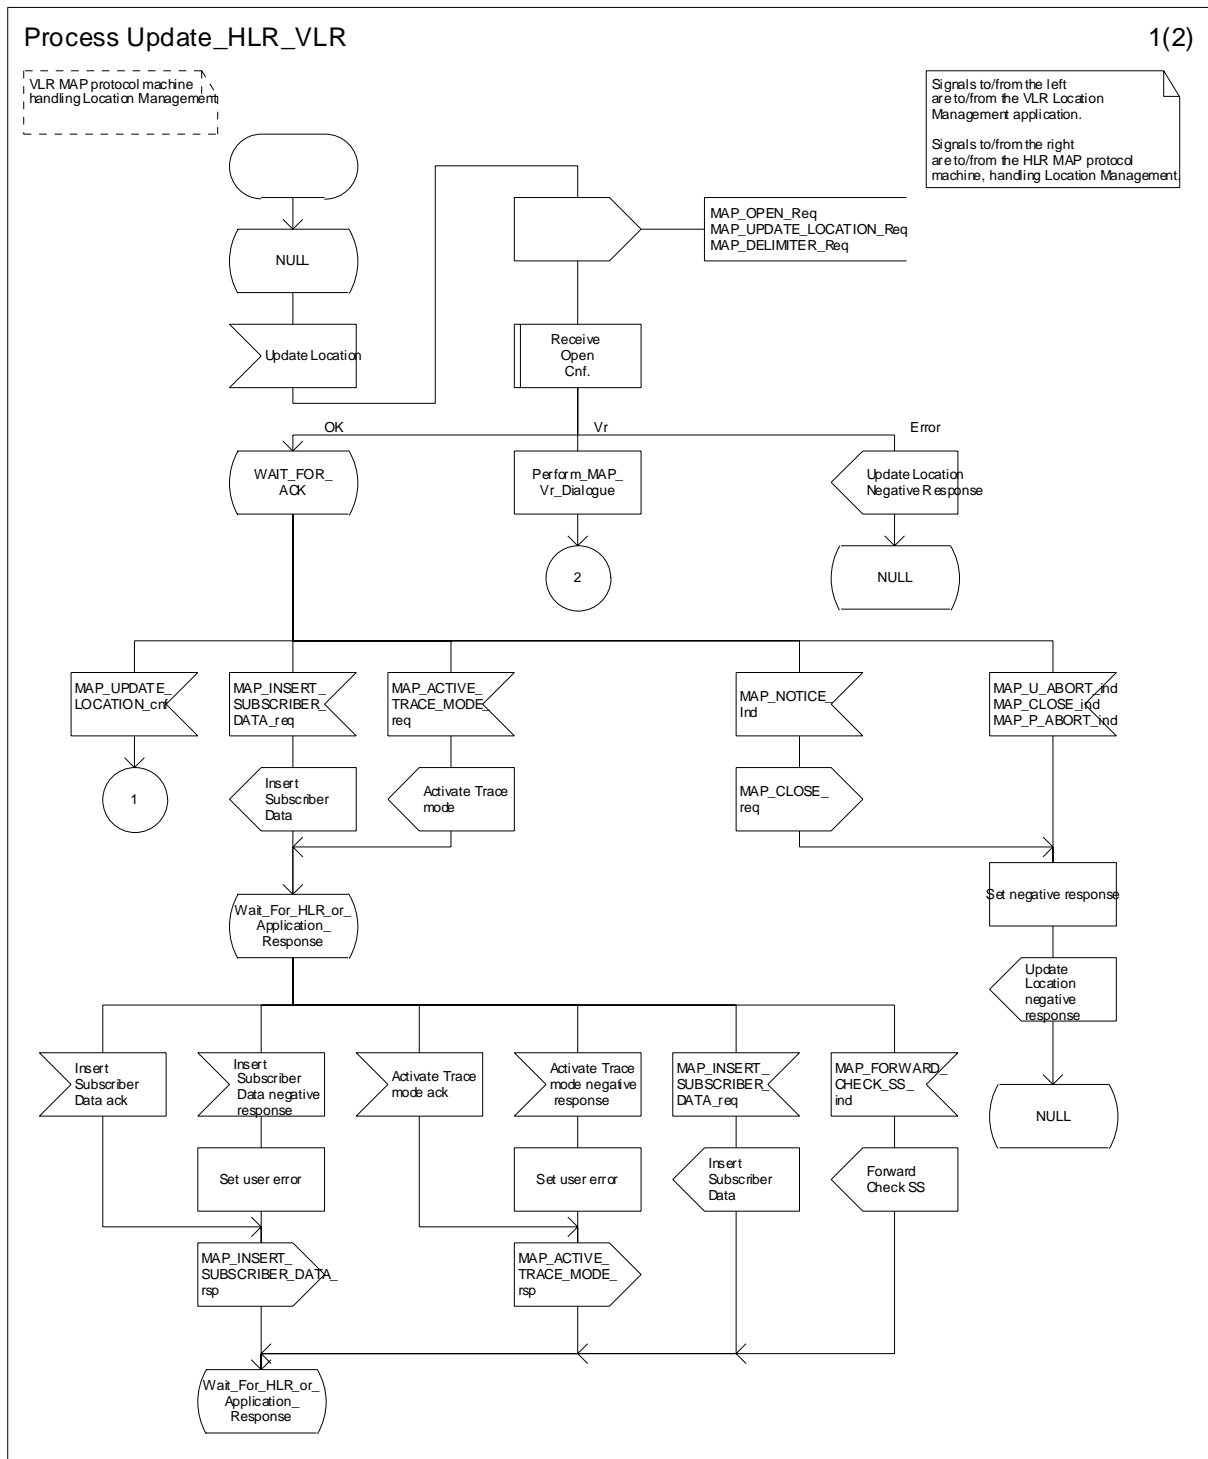 Process Update_HLR_VLR
1(2)
VLR MAP protocol machine
handling Location Management
Signals to/from the left
are to/from the VLR Location
Management application.
Signals to/from the right
are to/from the HLR MAP protocol
machine, handling Location Management.
MAP_OPEN_Req
MAP_UPDATE_LOCATION_Req
MAP_DELIMITER_Req
NULL
Update Location
Receive
Open
Cnf.
OK
Vr
Error
WAIT_FOR_
ACK
Perform_MAP_
Vr_Dialogue
Update Location
Negative Response
2
NULL
MAP_UPDATE_
LOCATION_cnf
MAP_INSERT_
SUBSCRIBER_
DATA_req
MAP_ACTIVE_
TRACE_MODE_
req
MAP_NOTICE_
Ind
MAP_U_ABORT_ind
MAP_CLOSE_ind
MAP_P_ABORT_ind
1
Insert
Subscriber
Data
Activate Trace
mode
MAP_CLOSE_
req
Set negative response
Wait_For_HLR_or_
Application_
Response
Update
Location
negative
response
Insert
Subscriber
Data ack
Insert
Subscriber
Data negative
response
Activate Trace
mode ack
Activate Trace
mode negative
response
MAP_INSERT_
SUBSCRIBER_
DATA_req
MAP_FORWARD_
CHECK_SS_
ind
NULL
Set user error
Set user error
Insert
Subscriber
Data
Forward
Check SS
MAP_INSERT_
SUBSCRIBER_DATA_
rsp
MAP_ACTIVE_
TRACE_MODE_
rsp
Wait_For_HLR_or_
Application_
Response